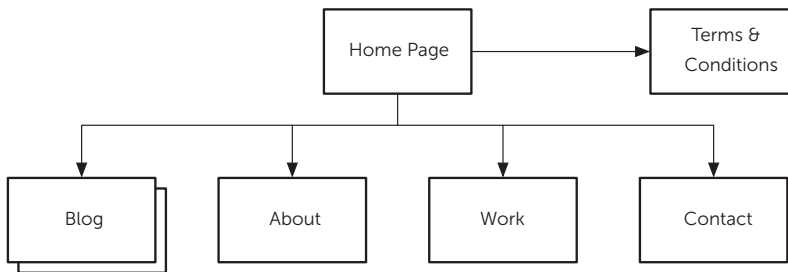 Home Page
Terms &
Conditions
Blog
About
Work
Contact